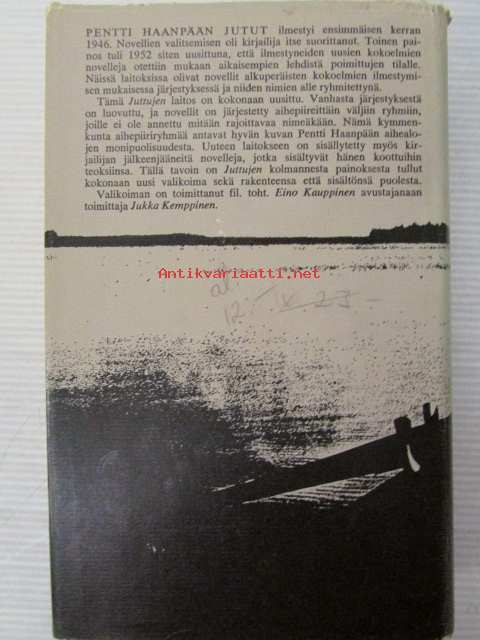 PENTTI HAANPÄÄN JUTUT ilmestyi ensimmäisen kerran
1946. Novellien valitsemisen oli kirjailija itse suorittanut. Toinen pai-
nos tuli 1952 siten uusittuna, että yksineteiden uusien kokoelmien
novelleja otettiin mukaan aikaisempien lehdistä poimittujen tilalle.
Näissä laitoksissa olivat novellit alkuperäisten kokoelmien ilmestymi-
sen mukaisessa järjestyksessä ja niiden nimien alle ryhmitettynä.
Tämä Juttujen laitos on kokonaan uusittu. Vanhasta järjestyksestä
on luovuttu, ja novellit on järjestetty aihepiireittäin väljiin ryhmiin,
joille ei ole annettu mitään rajoittavaa nimeäkään. Nämä kymmen-
kunta aihepiiriryhmää antavat hyvän kuvan Pentti Haanpään aihealo-
jen monipuolisuudesta. Uuteen laitokseen on sisällytetty myös kir-
jailijan jälkeenjääneitä novelleja, jotka sisältyvät hänen koottuihin
teoksiinsa. Tällä tavoin on Juttujen kolmannesta painoksesta tullut
kokonaan uusi valikoima sekä rakenteensa että sisältönsä puolesta.
Valikoiman on toimittanut fil. toht. Eino Kauppinen avustajanaan
toimittaja Jukka Kemppinen.
Antikvariaatti.net